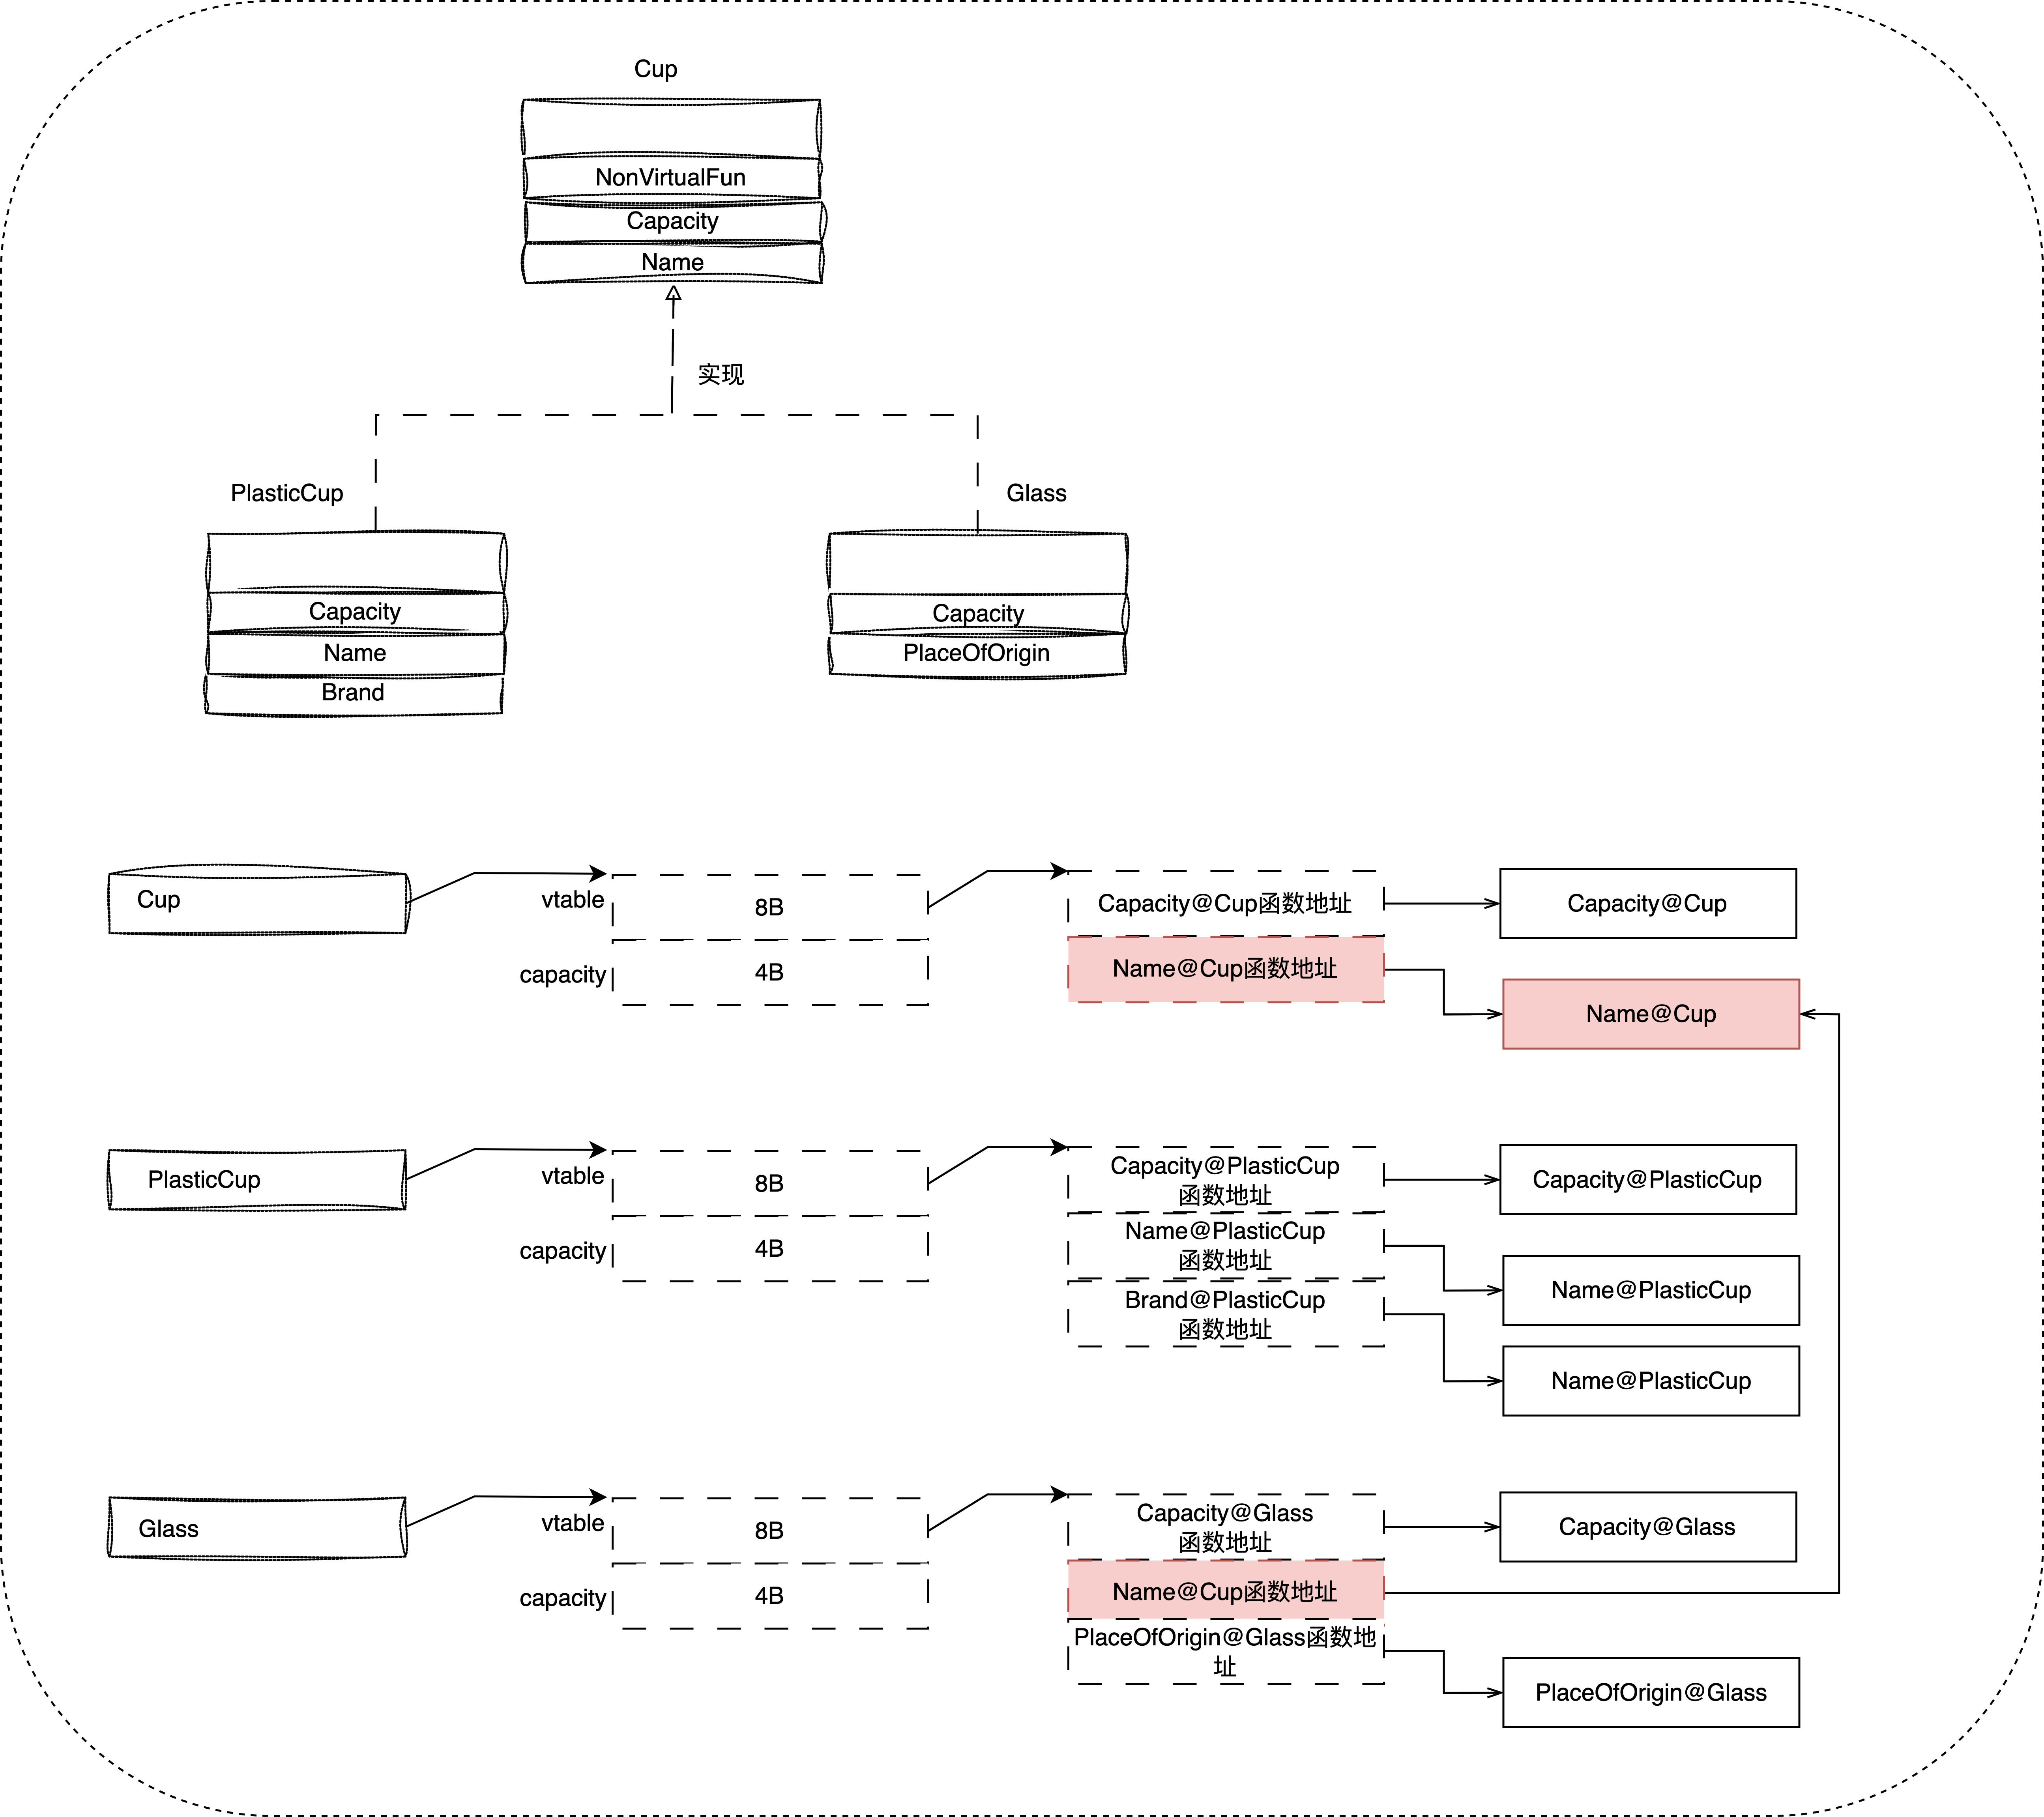 Cup
NonVirtualFun
Capacity
Name
实现
PlasticCup
Glass
Capacity
Name
Brand
Capacity
PlaceOfOrigin
Cup
vtable
8B
capacity
4B
Capacity@Cup函数地址
Name@Cup函数地址
Capacity@Cup
Name@Cup
PlasticCup
vtable
8B
capacity
4B
Capacity@PlasticCup
函数地址
Name@PlasticCup
函数地址
Brand@PlasticCup
函数地址
Capacity@PlasticCup
Name@PlasticCup
Name@PlasticCup
Glass
vtable
8B
capacity
4B
Capacity@Glass
函数地址
Name@Cup函数地址
PlaceOfOrigin@Glass函数地
址
Capacity@Glass
PlaceOfOrigin@Glass